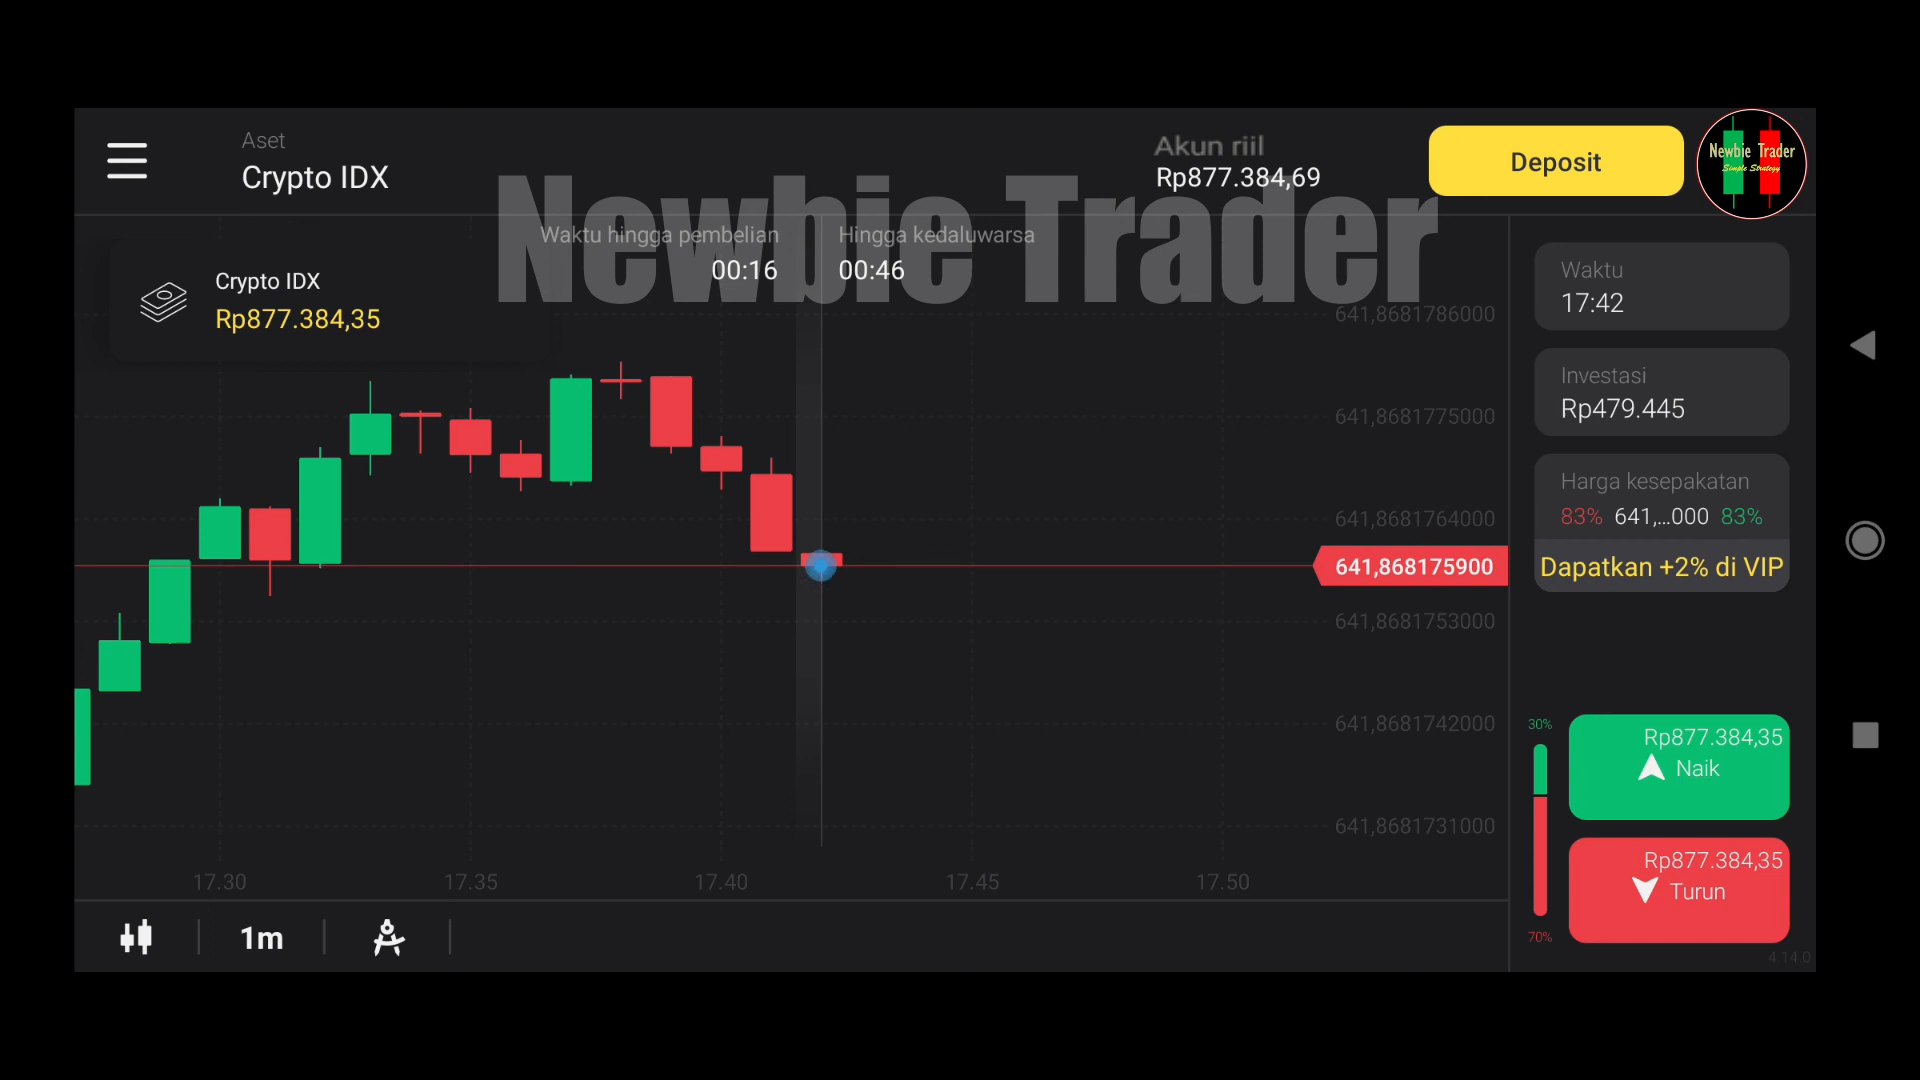 Aset
Crypto IDX
Akun riil
Rp877.384,69
Deposit
Newbie Trader
Simple Strategy
Newbie Trader
Waktu hingga pembelian
00:16
Hingga kedaluwarsa
00:46
Crypto IDX
Rp877.384,35
641,8681786000
641,8681775000
641,8681764000
641,868175900
641,8681753000
641,8681742000
641,8681731000
17.30
17.35
17.40
17.45
17.50
Waktu
17:42
Investasi
Rp479.445
Harga kesepakatan
83% 641,...000 83%
Dapatkan +2% di VIP
30%
Rp877.384,35
Naik
Rp877.384,35
Turun
70%
4 14.0
1m